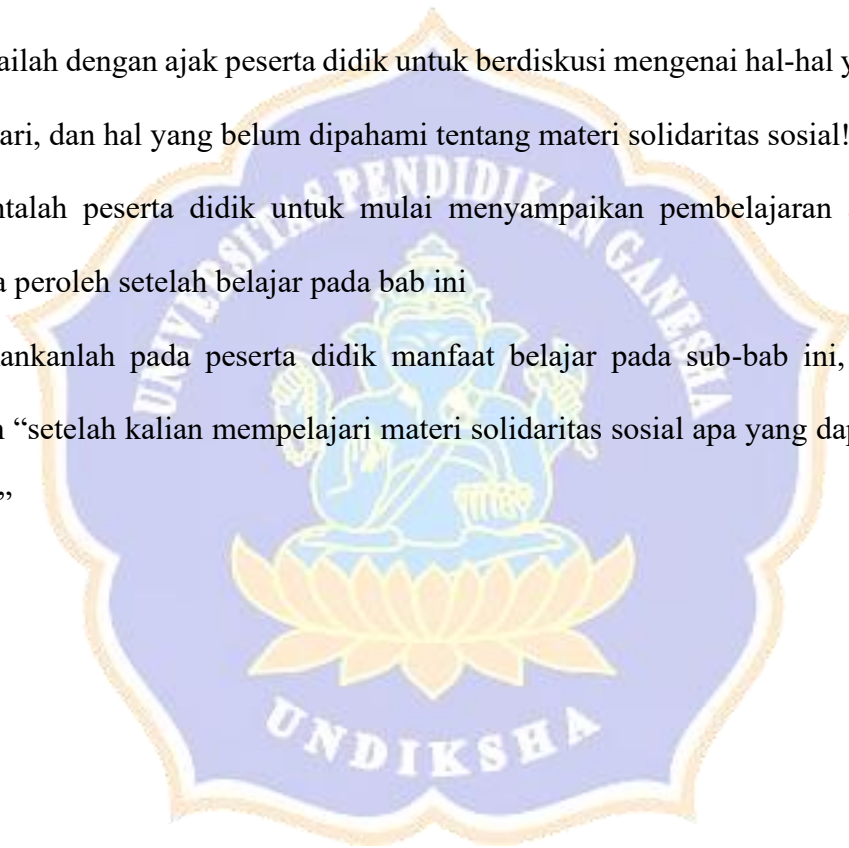 ailah dengan ajak peserta didik untuk berdiskusi mengenai hal-hal y
ari, dan hal yang belum dipahami tentang materi solidaritas sosial!
ntalah peserta didik untuk mulai menyampaikan pembelajaran
a peroleh setelah belajar pada bab ini
ankanlah pada peserta didik manfaat belajar pada sub-bab ini,
n “setelah kalian mempelajari materi solidaritas sosial apa yang dap
”
UNIVERSITAS PENDIDIKAN GANESHA
UNDIKSHA